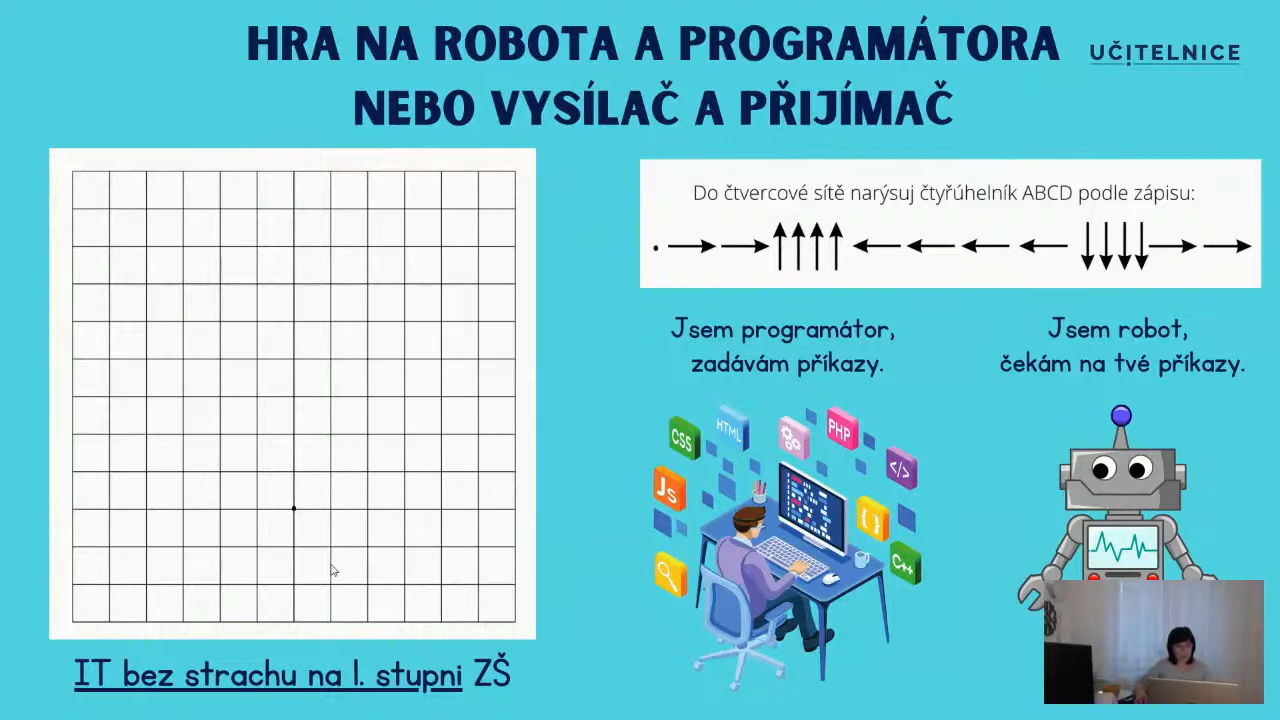 HRA NA ROBOTA A PROGRAMÁTORA
NEBO VYSÍLAČ A PŘIJÍMAČ
UČITELNICE
Do čtvercové sítě narýsuj čtyřúhelník ABCD podle zápisu:
Jsem programátor,
zadávám příkazy.
Jsem robot,
čekám na tvé příkazy.
CSS
HTML
PHP
</>
Js
{}
C++
IT bez strachu na 1. stupni ZŠ